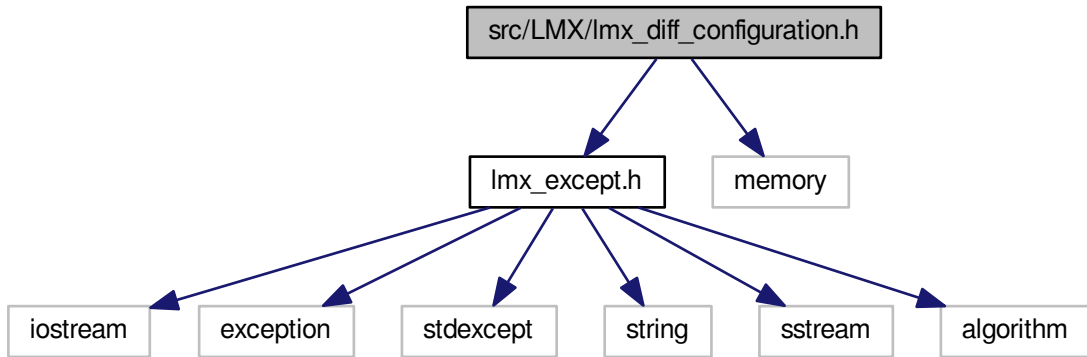 src/LMX/lmx_diff_configuration.h
lmx_except.h
memory
iostream
exception
stdexcept
string
sstream
algorithm